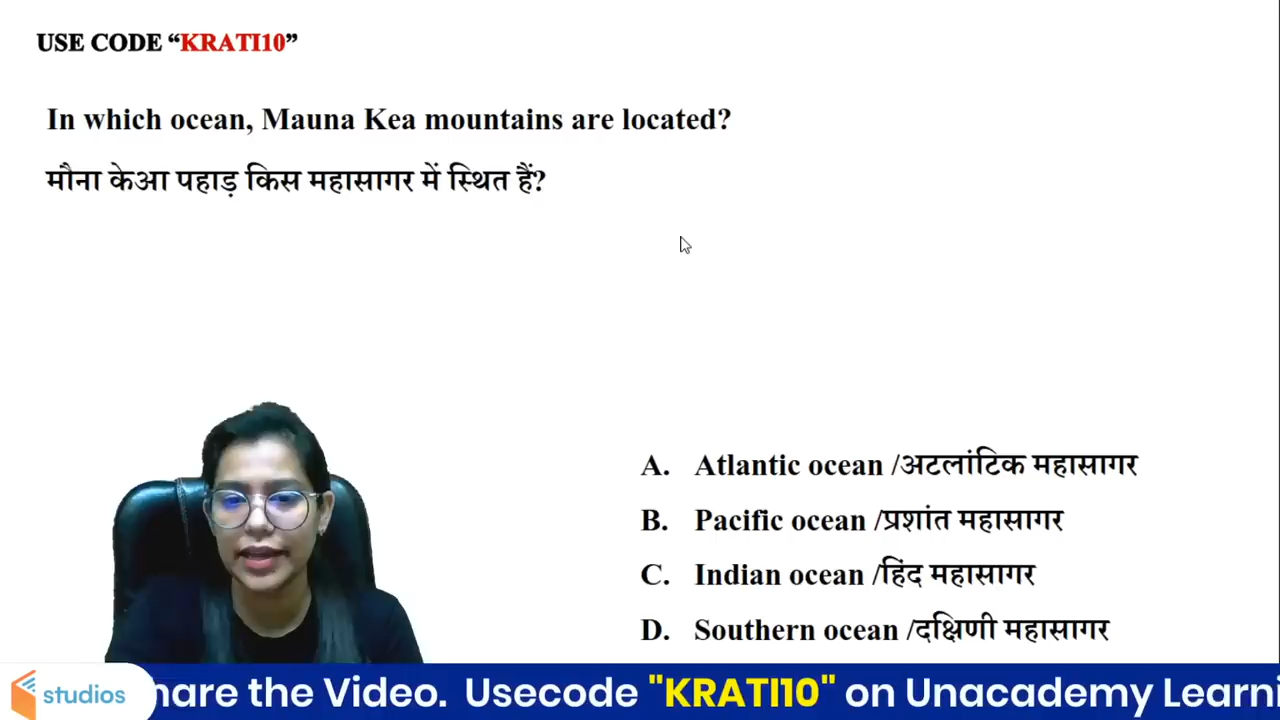 USE CODE “KRATI10”
In which ocean, Mauna Kea mountains are located?
मौना केआ पहाड़ किस महासागर में स्थित हैं?
A. Atlantic ocean /अटलांटिक महासागर
B. Pacific ocean /प्रशांत महासागर
C. Indian ocean /हिंद महासागर
D. Southern ocean /दक्षिणी महासागर
studios hare the Video. Usecode "KRATI10" on Unacademy Learni